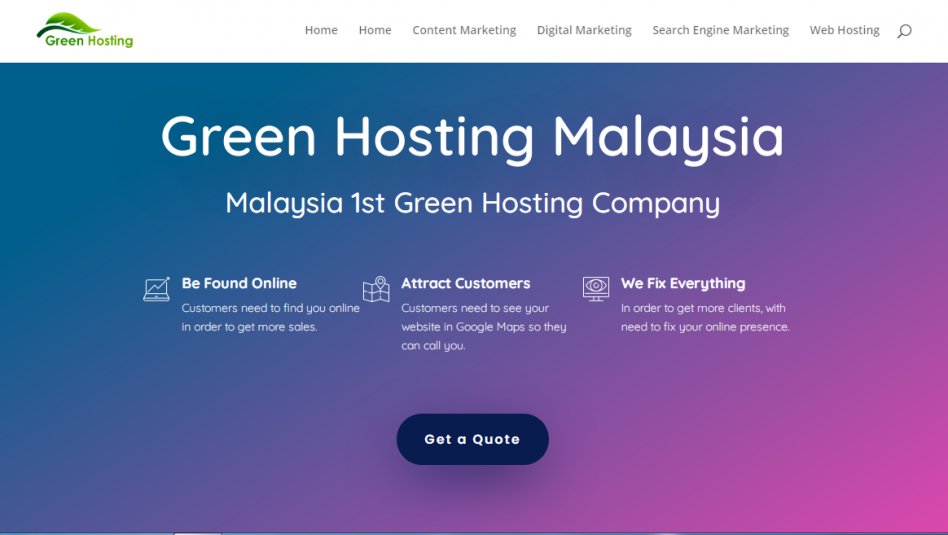 Green Hosting
Home
Home
Content Marketing
Digital Marketing
Search Engine Marketing
Web Hosting
Green Hosting Malaysia
Malaysia 1st Green Hosting Company
Be Found Online
Customers need to find you online
in order to get more sales.
Attract Customers
Customers need to see your
website in Google Maps so they
can call you.
We Fix Everything
In order to get more clients, with
need to fix your online presence.
Get a Quote